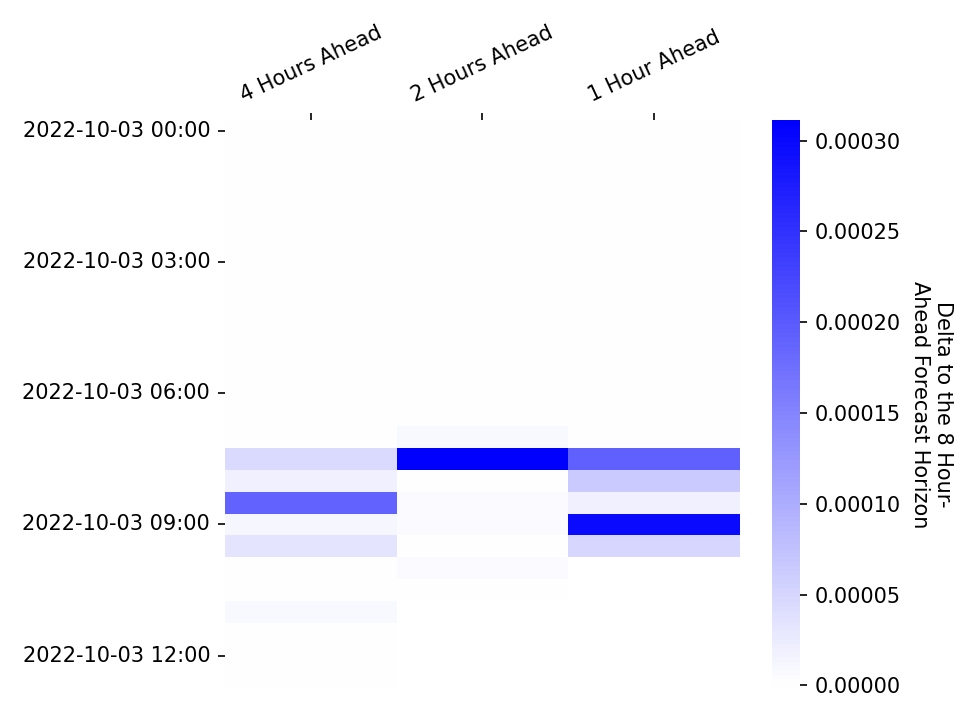 4 Hours Ahead
2 Hours Ahead
1 Hour Ahead
2022-10-03 00:00
2022-10-03 03:00
2022-10-03 06:00
2022-10-03 09:00
2022-10-03 12:00
0.00030
0.00025
0.00020
0.00015
0.00010
0.00005
0.00000
Delta to the 8 Hour-
Ahead Forecast Horizon